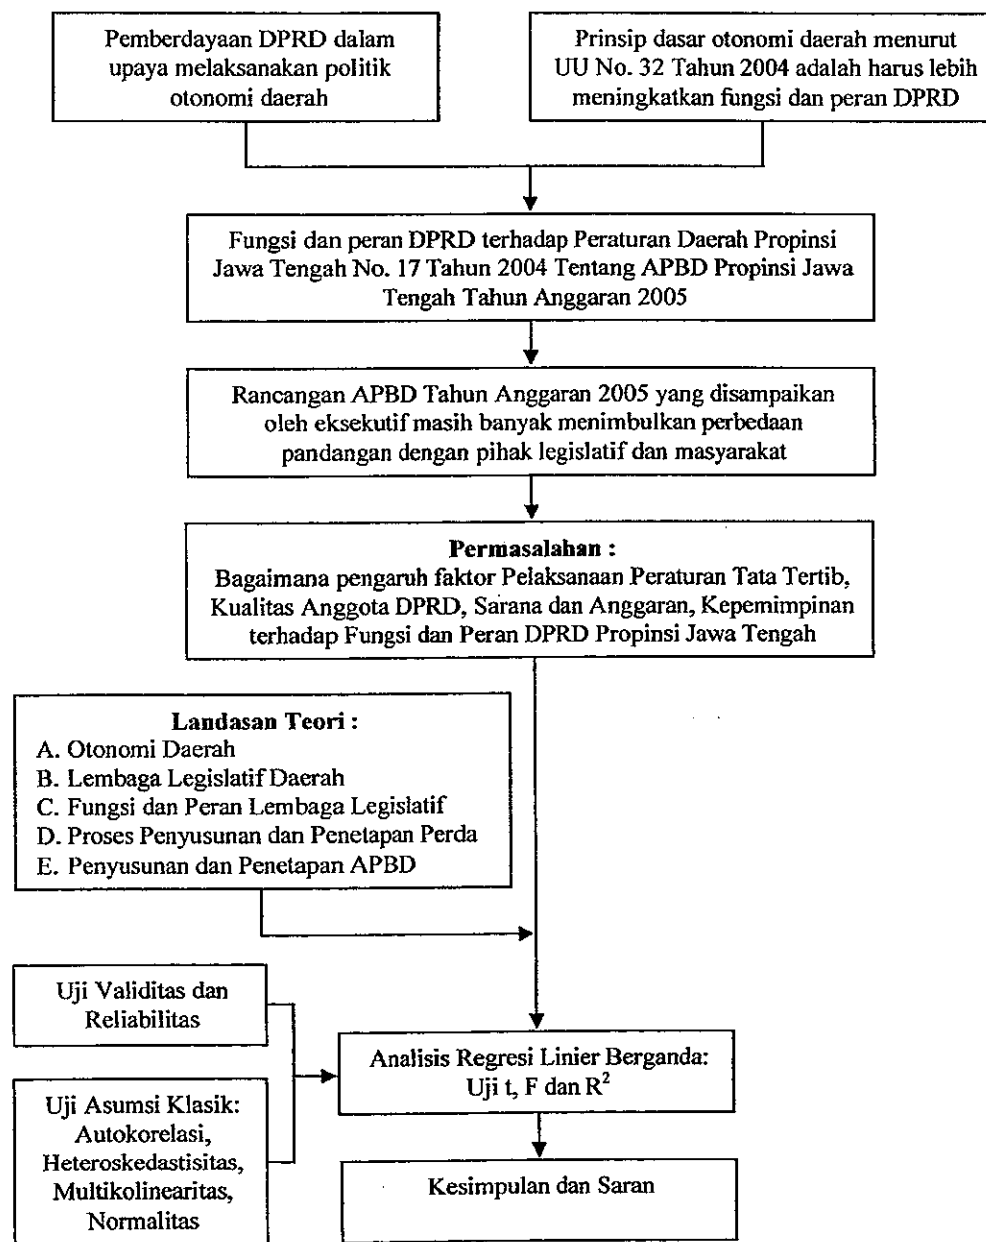 Pemberdayaan DPRD dalam
upaya melaksanakan politik
otonomi daerah
Prinsip dasar otonomi daerah menurut
UU No. 32 Tahun 2004 adalah harus lebih
meningkatkan fungsi dan peran DPRD
Fungsi dan peran DPRD terhadap Peraturan Daerah Propinsi
Jawa Tengah No. 17 Tahun 2004 Tentang APBD Propinsi Jawa
Tengah Tahun Anggaran 2005
Rancangan APBD Tahun Anggaran 2005 yang disampaikan
oleh eksekutif masih banyak menimbulkan perbedaan
pandangan dengan pihak legislatif dan masyarakat
Permasalahan :
Bagaimana pengaruh faktor Pelaksanaan Peraturan Tata Tertib,
Kualitas Anggota DPRD, Sarana dan Anggaran, Kepemimpinan
terhadap Fungsi dan Peran DPRD Propinsi Jawa Tengah
Landasan Teori :
A. Otonomi Daerah
B. Lembaga Legislatif Daerah
C. Fungsi dan Peran Lembaga Legislatif
D. Proses Penyusunan dan Penetapan Perda
E. Penyusunan dan Penetapan APBD
Uji Validitas dan
Reliabilitas
Analisis Regresi Linier Berganda:
Uji t, F dan R²
Uji Asumsi Klasik:
Autokorelasi,
Heteroskedastisitas,
Multikolinearitas,
Normalitas
Kesimpulan dan Saran